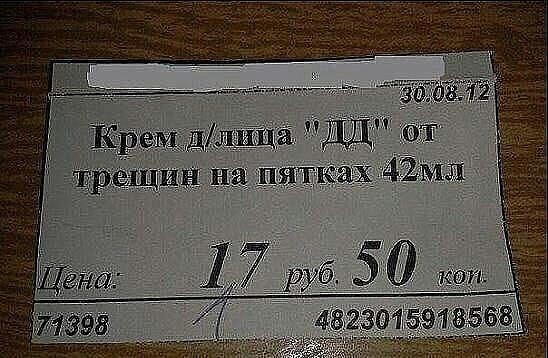 30.08.12
Крем д/лица "ДД" от
трещин на пятках 42мл
Цена: 17 руб. 50 коп.
71398 4823015918568